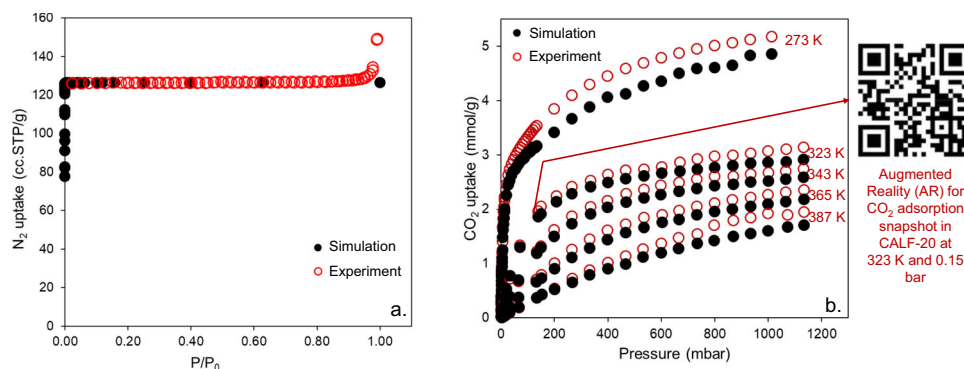 160
140
120
100
80
60
40
20
0
N₂ uptake (cc.STP/g)
a.
Simulation
Experiment
a.
0.00
0.20
0.40
0.60
0.80
1.00
P/P₀
5
4
3
2
1
0
CO₂ uptake (mmol/g)
Simulation
Experiment
273 K
323 K
343 K
365 K
387 K
b.
0
200
400
600
800
1000
1200
Pressure (mbar)
Augmented
Reality (AR) for
CO₂ adsorption
snapshot in
CALF-20 at
323 K and 0.15
bar